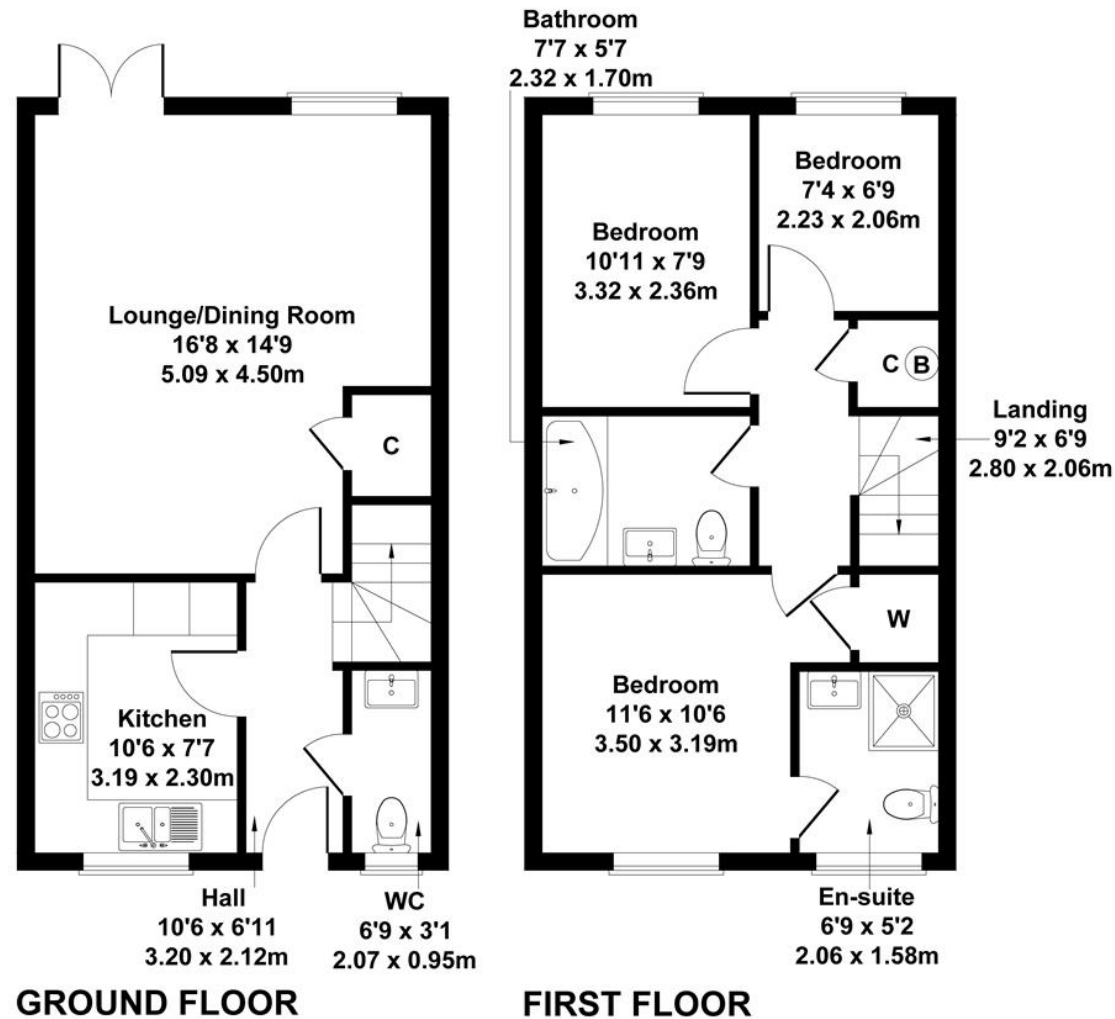 Lounge/Dining Room
16'8 x 14'9
5.09 x 4.50m
C
Kitchen
10'6 x 7'7
3.19 x 2.30m
Hall
10'6 x 6'11
3.20 x 2.12m
WC
6'9 x 3'1
2.07 x 0.95m
GROUND FLOOR
Bathroom
7'7 x 5'7
2.32 x 1.70m
Bedroom
10'11 x 7'9
3.32 x 2.36m
Bedroom
7'4 x 6'9
2.23 x 2.06m
C B
Landing
9'2 x 6'9
2.80 x 2.06m
W
Bedroom
11'6 x 10'6
3.50 x 3.19m
En-suite
6'9 x 5'2
2.06 x 1.58m
FIRST FLOOR